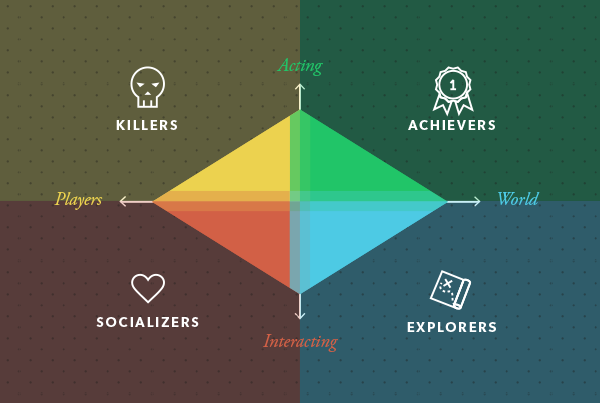 Acting
1
KILLERS
ACHIEVERS
Players
World
SOCIALIZERS
EXPLORERS
Interacting